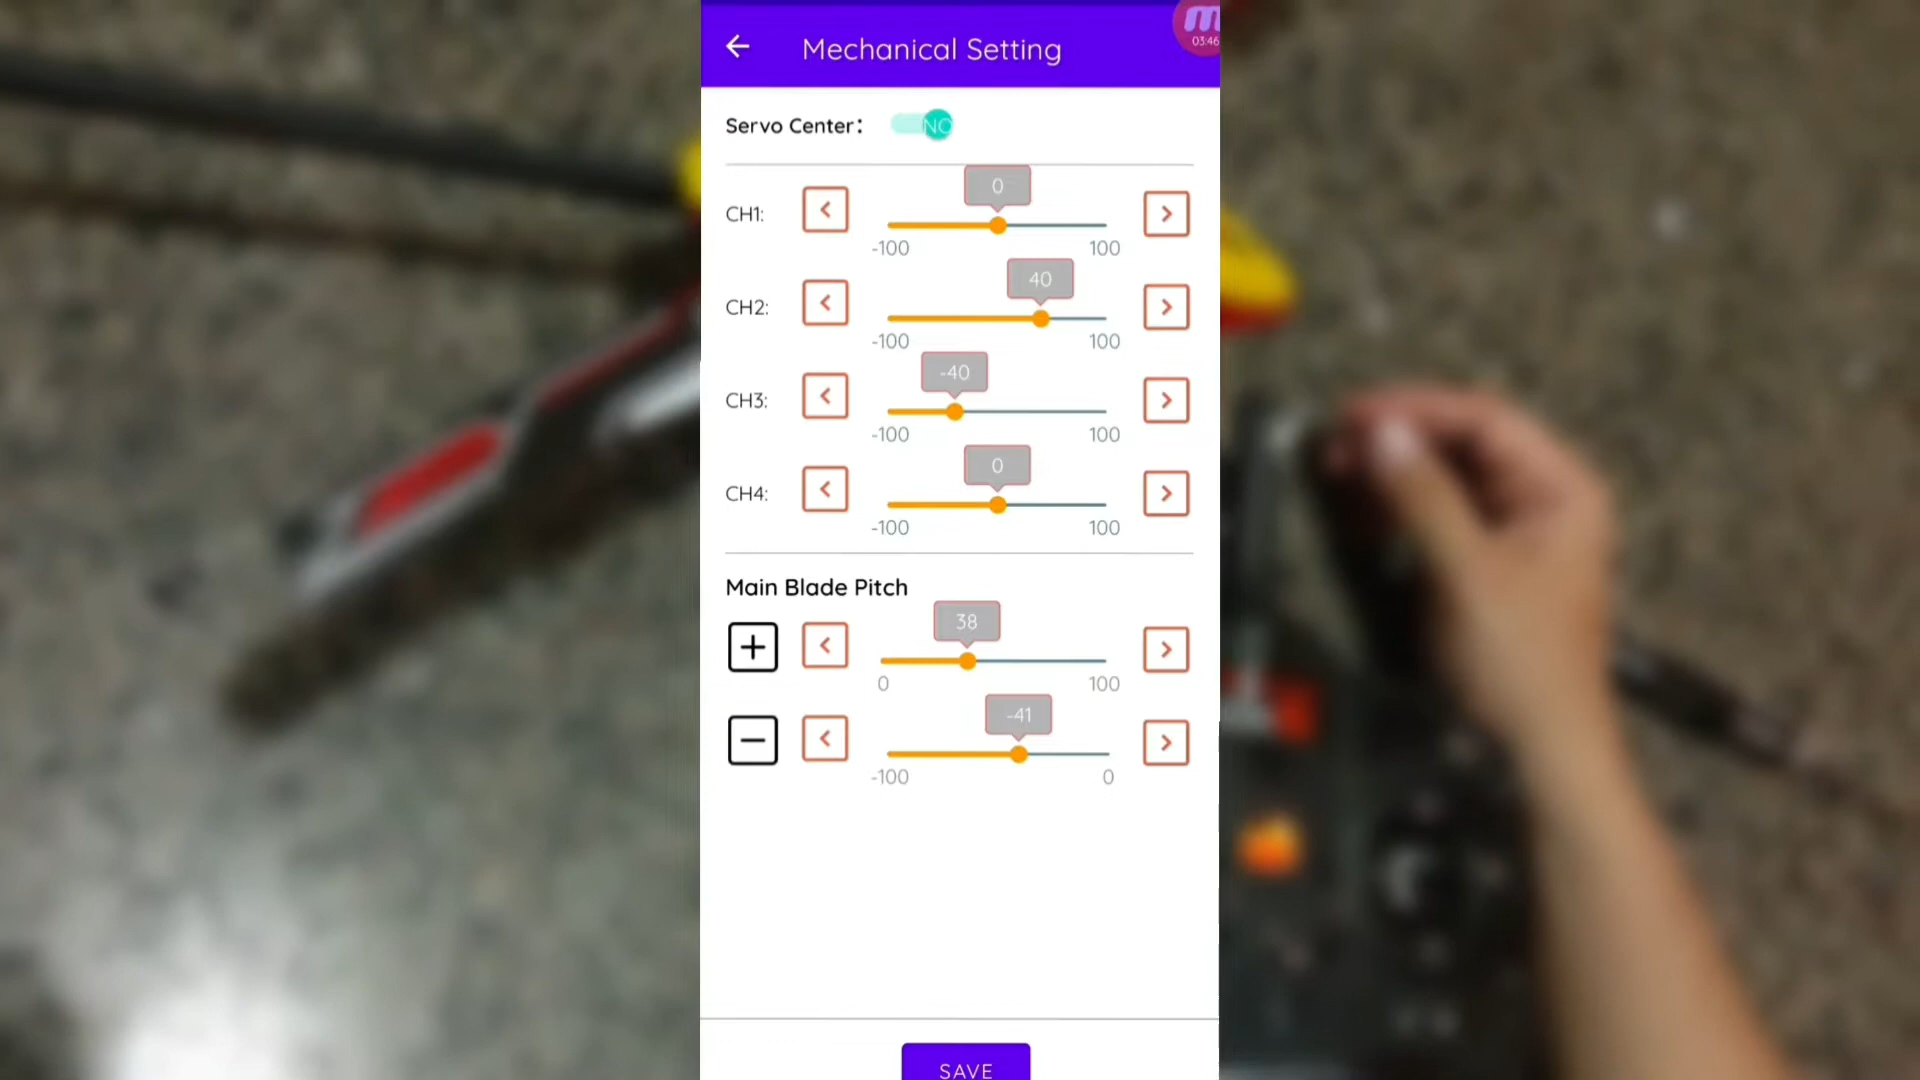 Mechanical Setting
03:46
Servo Center:
NO
0
CH1:
-100 100
40
CH2:
-100 100
-40
CH3:
-100 100
0
CH4:
-100 100
Main Blade Pitch
38
0 100
-41
-100 0
SAVE